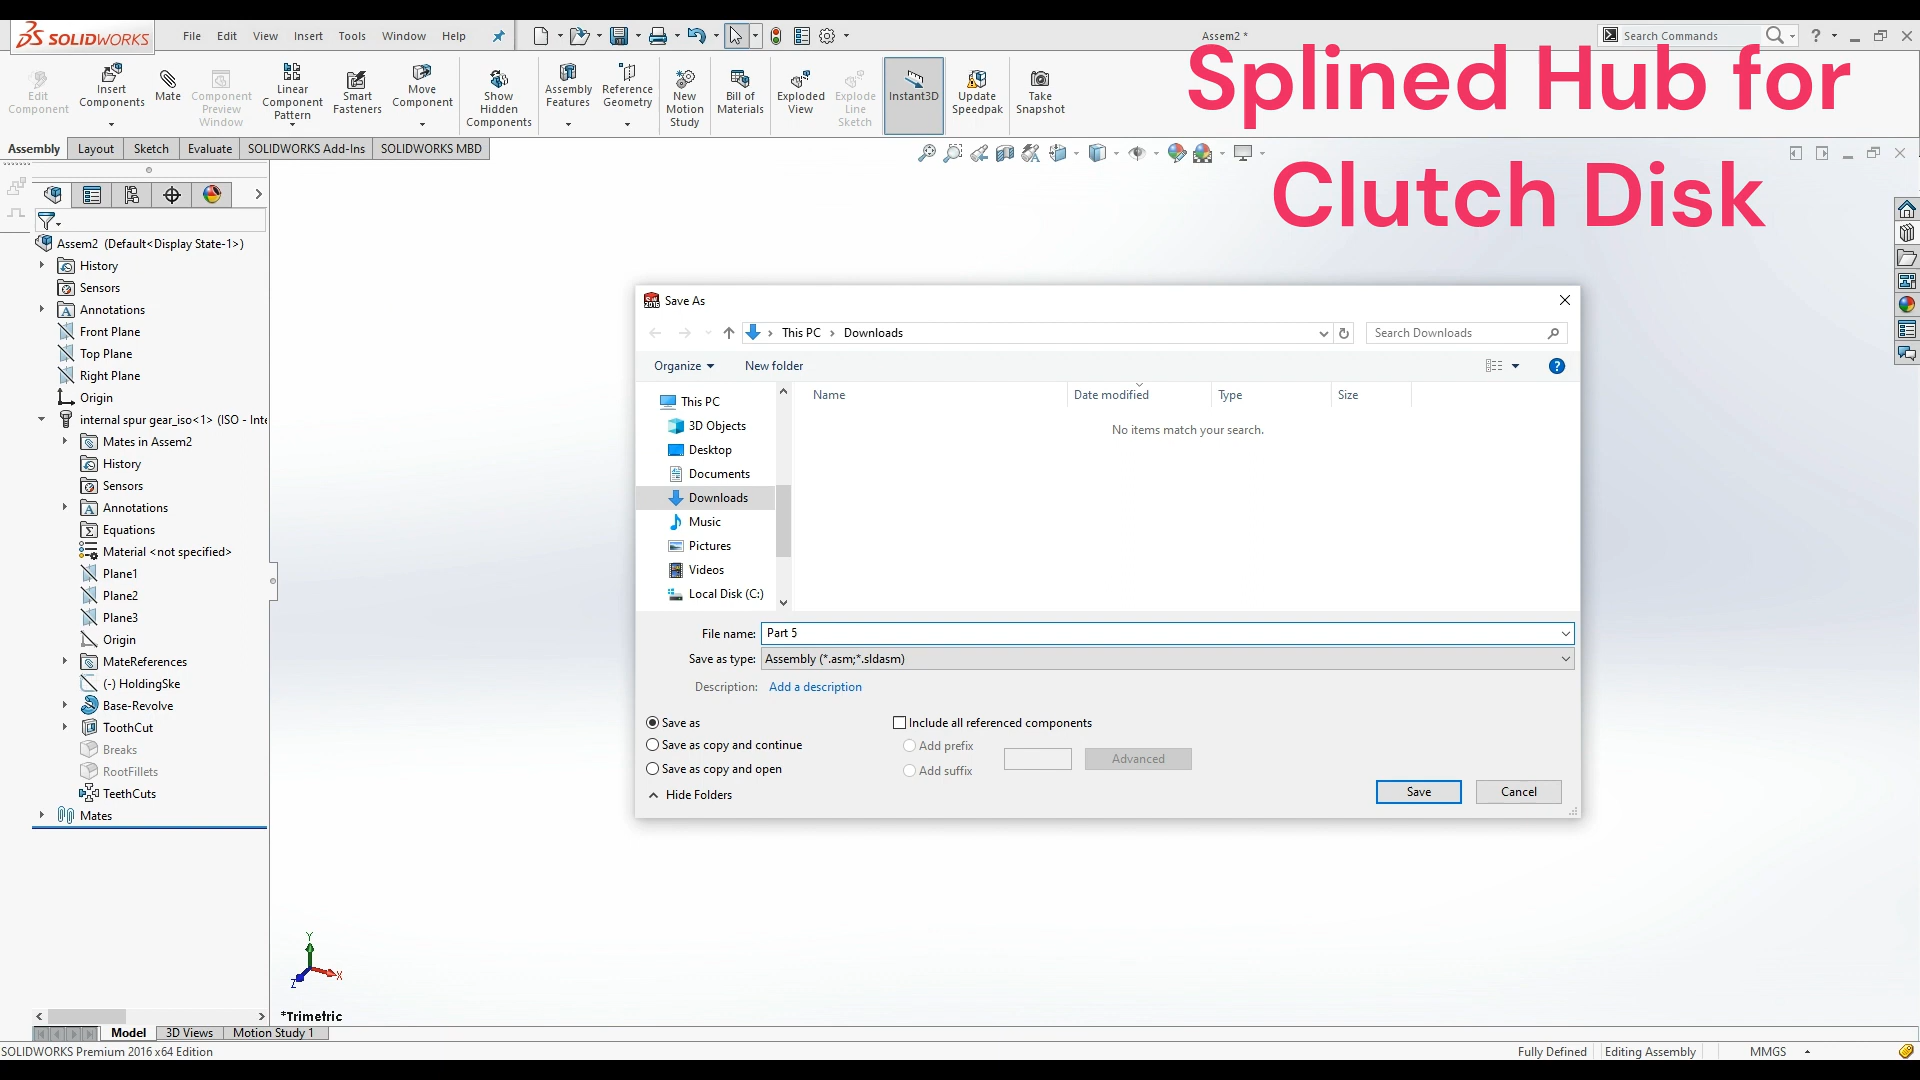 SOLIDWORKS
File Edit View Insert Tools Window Help
Assem2 *
Search Commands
Splined Hub for
Clutch Disk
Edit Component
Insert Components
Mate
Component Preview Window
Linear Component Pattern
Smart Fasteners
Move Component
Show Hidden Components
Assembly Features
Reference Geometry
New Motion Study
Bill of Materials
Exploded View
Explode Line Sketch
Instant3D
Update Speedpak
Take Snapshot
Assembly Layout Sketch Evaluate SOLIDWORKS Add-Ins SOLIDWORKS MBD
Assem2 (Default<Display State-1>)
History
Sensors
Annotations
Front Plane
Top Plane
Right Plane
Origin
internal spur gear_iso<1> (ISO - Inte
Mates in Assem2
History
Sensors
Annotations
Equations
Material <not specified>
Plane1
Plane2
Plane3
Origin
MateReferences
(-) HoldingSke
Base-Revolve
ToothCut
Breaks
RootFillets
TeethCuts
Mates
Save As
This PC > Downloads
Search Downloads
Organize New folder
This PC
3D Objects
Desktop
Documents
Downloads
Music
Pictures
Videos
Local Disk (C:)
Name Date modified Type Size
No items match your search.
File name: Part 5
Save as type: Assembly (*.asm;*.sldasm)
Description: Add a description
Save as
Save as copy and continue
Save as copy and open
Include all referenced components
Add prefix
Add suffix
Advanced
Hide Folders
Save Cancel
Y
X
Z
*Trimetric
Model 3D Views Motion Study 1
SOLIDWORKS Premium 2016 x64 Edition
Fully Defined Editing Assembly MMGS